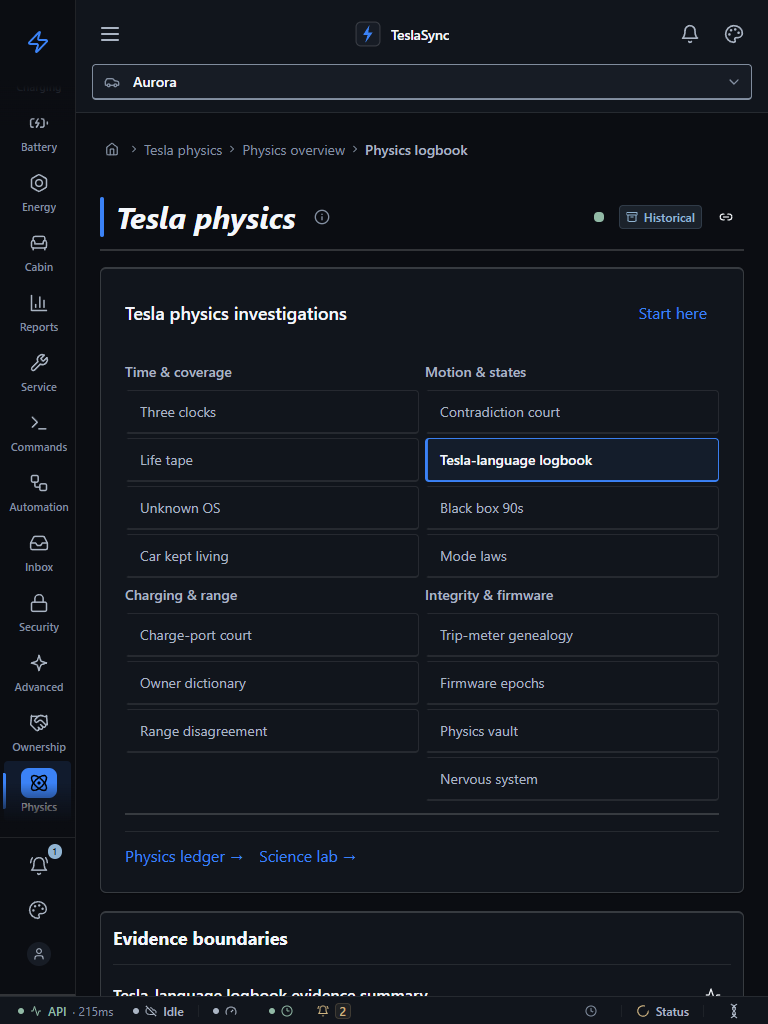 TeslaSync
Aurora
Charging
Battery
Energy
Cabin
Reports
Service
Commands
Automation
Inbox
Security
Advanced
Ownership
Physics
1
Tesla physics > Physics overview > Physics logbook
Tesla physics
Historical
Tesla physics investigations
Start here
Time & coverage
Three clocks
Life tape
Unknown OS
Car kept living
Motion & states
Contradiction court
Tesla-language logbook
Black box 90s
Mode laws
Charging & range
Charge-port court
Owner dictionary
Range disagreement
Integrity & firmware
Trip-meter genealogy
Firmware epochs
Physics vault
Nervous system
Physics ledger → Science lab →
Evidence boundaries
Tesla-language logbook evidence summary
API · 215ms Idle 2 Status